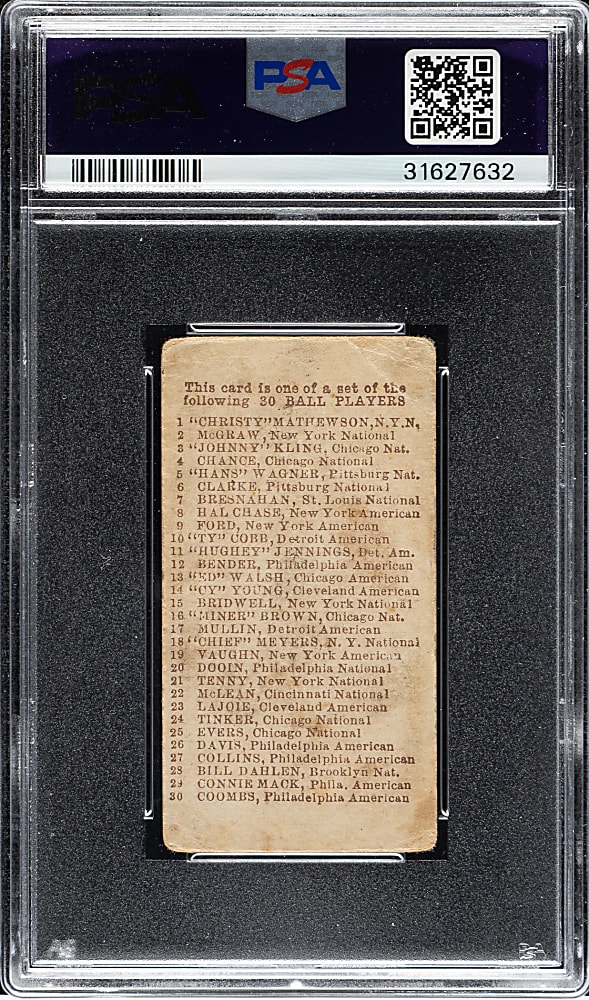 PSA
PSA
31627632
This card is one of a set of the
following 30 BALL PLAYERS
1 "CHRISTY" MATHEWSON, N.Y.N.
2 McGRAW, New York National
3 "JOHNNY" KLING, Chicago Nat.
4 CHANCE, Chicago National
5 "HANS" WAGNER, Pittsburg Nat.
6 CLARKE, Pittsburg National
7 BRESNAHAN, St. Louis National
8 HAL CHASE, New York American
9 FORD, New York American
10 "TY" COBB, Detroit American
11 "HUGHEY" JENNINGS, Det. Am.
12 BENDER, Philadelphia American
13 "ED" WALSH, Chicago American
14 "CY" YOUNG, Cleveland American
15 BRIDWELL, New York National
16 "MINER" BROWN, Chicago Nat.
17 MULLIN, Detroit American
18 "CHIEF" MEYERS, N. Y. National
19 VAUGHN, New York American
20 DOOIN, Philadelphia National
21 TENNY, New York National
22 McLEAN, Cincinnati National
23 LAJOIE, Cleveland American
24 TINKER, Chicago National
25 EVERS, Chicago National
26 DAVIS, Philadelphia American
27 COLLINS, Philadelphia American
28 BILL DAHLEN, Brooklyn Nat.
29 CONNIE MACK, Phila. American
30 COOMBS, Philadelphia American
PSA